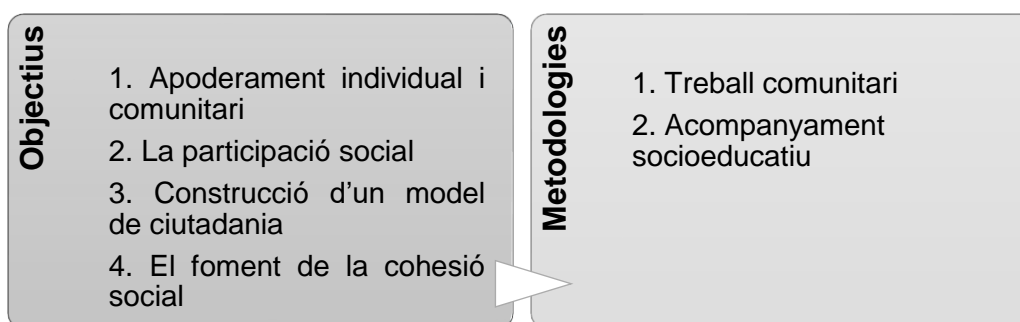 Objectius
1. Apoderament individual i
comunitari
2. La participació social
3. Construcció d'un model
de ciutadania
4. El foment de la cohesió
social
Metodologies
1. Treball comunitari
2. Acompanyament
socioeducatiu